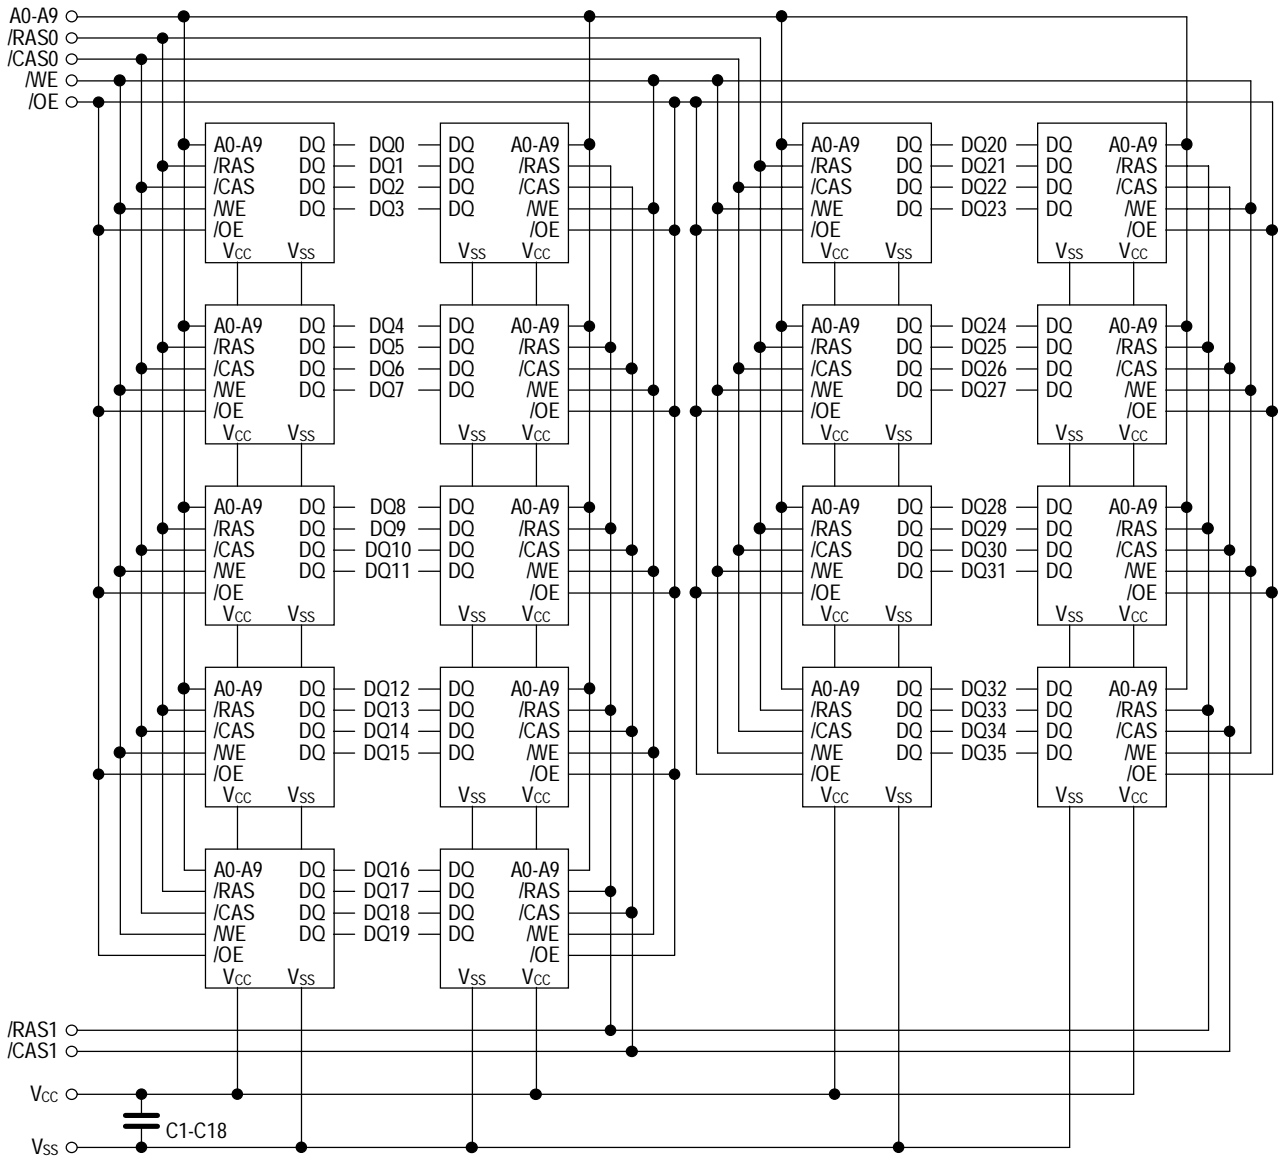 A0-A9
/RAS0
/CAS0
/WE
/OE
A0-A9 DQ DQ0 DQ A0-A9 A0-A9 DQ DQ20 DQ A0-A9
/RAS DQ DQ1 DQ /RAS /RAS DQ DQ21 DQ /RAS
/CAS DQ DQ2 DQ /CAS /CAS DQ DQ22 DQ /CAS
/WE DQ DQ3 DQ /WE /WE DQ DQ23 DQ /WE
/OE /OE /OE /OE
VCC VSS VSS VCC VCC VSS VSS VCC
A0-A9 DQ DQ4 DQ A0-A9 A0-A9 DQ DQ24 DQ A0-A9
/RAS DQ DQ5 DQ /RAS /RAS DQ DQ25 DQ /RAS
/CAS DQ DQ6 DQ /CAS /CAS DQ DQ26 DQ /CAS
/WE DQ DQ7 DQ /WE /WE DQ DQ27 DQ /WE
/OE /OE /OE /OE
VCC VSS VSS VCC VCC VSS VSS VCC
A0-A9 DQ DQ8 DQ A0-A9 A0-A9 DQ DQ28 DQ A0-A9
/RAS DQ DQ9 DQ /RAS /RAS DQ DQ29 DQ /RAS
/CAS DQ DQ10 DQ /CAS /CAS DQ DQ30 DQ /CAS
/WE DQ DQ11 DQ /WE /WE DQ DQ31 DQ /WE
/OE /OE /OE /OE
VCC VSS VSS VCC VCC VSS VSS VCC
A0-A9 DQ DQ12 DQ A0-A9 A0-A9 DQ DQ32 DQ A0-A9
/RAS DQ DQ13 DQ /RAS /RAS DQ DQ33 DQ /RAS
/CAS DQ DQ14 DQ /CAS /CAS DQ DQ34 DQ /CAS
/WE DQ DQ15 DQ /WE /WE DQ DQ35 DQ /WE
/OE /OE /OE /OE
VCC VSS VSS VCC VCC VSS VSS VCC
A0-A9 DQ DQ16 DQ A0-A9
/RAS DQ DQ17 DQ /RAS
/CAS DQ DQ18 DQ /CAS
/WE DQ DQ19 DQ /WE
/OE /OE
VCC VSS VSS VCC
/RAS1
/CAS1
VCC
C1-C18
VSS